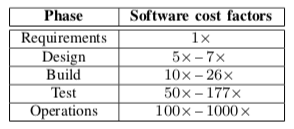 Phase Software cost factors
Requirements 1×
Design 5× – 7×
Build 10× – 26×
Test 50× – 177×
Operations 100× – 1000×